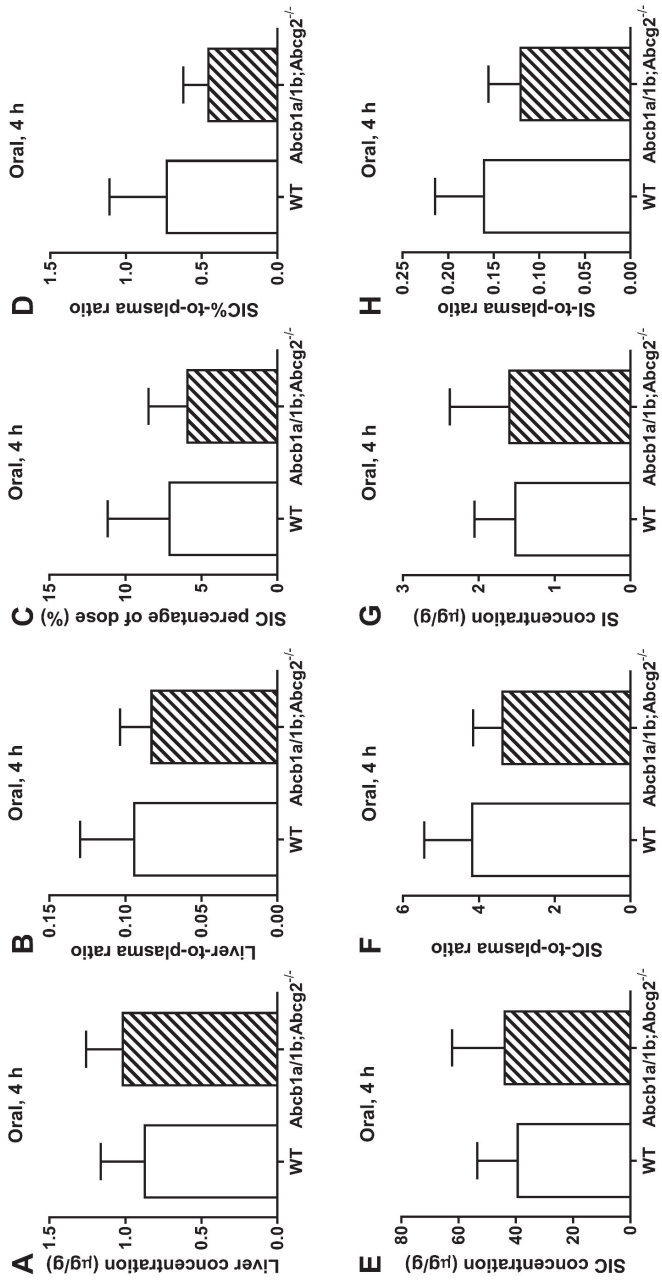 A
Oral, 4 h
Liver concentration (µg/g)
1.5
1.0
0.5
0.0
WT
Abcb1a/1b;Abcg2-/-
B
Oral, 4 h
Liver-to-plasma ratio
0.15
0.10
0.05
0.00
WT
Abcb1a/1b;Abcg2-/-
C
Oral, 4 h
SIC percentage of dose (%)
15
10
5
0
WT
Abcb1a/1b;Abcg2-/-
D
Oral, 4 h
SIC%-to-plasma ratio
1.5
1.0
0.5
0.0
WT
Abcb1a/1b;Abcg2-/-
E
Oral, 4 h
SIC concentration (µg/g)
80
60
40
20
0
WT
Abcb1a/1b;Abcg2-/-
F
Oral, 4 h
SIC-to-plasma ratio
6
4
2
0
WT
Abcb1a/1b;Abcg2-/-
G
Oral, 4 h
SI concentration (µg/g)
3
2
1
0
WT
Abcb1a/1b;Abcg2-/-
H
Oral, 4 h
SI-to-plasma ratio
0.25
0.20
0.15
0.10
0.05
0.00
WT
Abcb1a/1b;Abcg2-/-